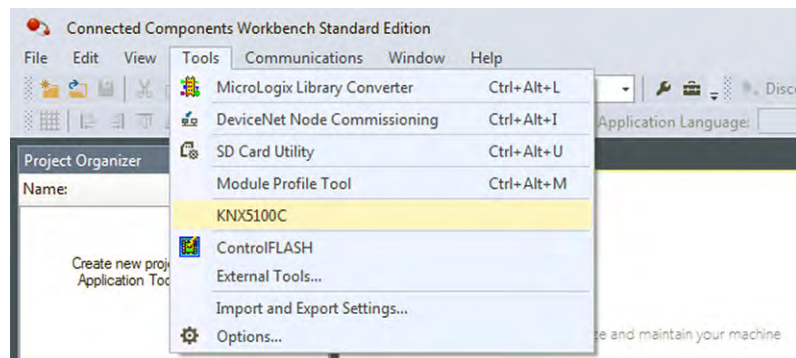 Connected Components Workbench Standard Edition
File Edit View Tools Communications Window Help
MicroLogix Library Converter Ctrl+Alt+L
Disco
DeviceNet Node Commissioning Ctrl+Alt+I
Application Language:
Project Organizer
SD Card Utility Ctrl+Alt+U
Name:
Module Profile Tool Ctrl+Alt+M
KNX5100C
ControlFLASH
Create new proj
Application Too
External Tools...
Import and Export Settings...
Options...
e and maintain your machine